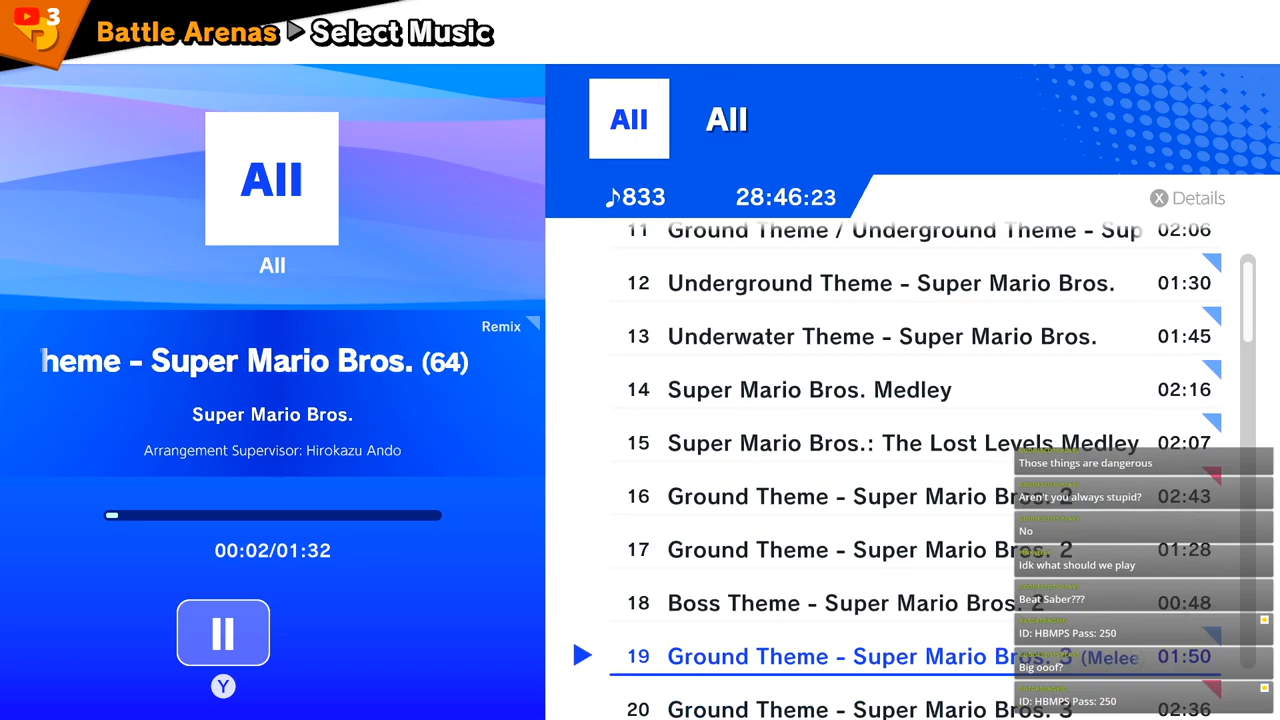 3
Battle Arenas Select Music
All
All
Remix
heme - Super Mario Bros. (64)
Super Mario Bros.
Arrangement Supervisor: Hirokazu Ando
00:02/01:32
Y
All All
♪833 28:46:23
X Details
11 Ground Theme / Underground Theme - Sup 02:06
12 Underground Theme - Super Mario Bros. 01:30
13 Underwater Theme - Super Mario Bros. 01:45
14 Super Mario Bros. Medley 02:16
15 Super Mario Bros.: The Lost Levels Medley 02:07
16 Ground Theme - Super Mario Bros. 2 02:43
17 Ground Theme - Super Mario Bros. 2 01:28
18 Boss Theme - Super Mario Bros. 2 00:48
19 Ground Theme - Super Mario Bros. 3 (Melee 01:50
20 Ground Theme - Super Mario Bros. 3 02:36
Those things are dangerous
Aren't you always stupid?
No
Idk what should we play
Beat Saber???
ID: HBMPS Pass: 250
Big ooof?
ID: HBMPS Pass: 250